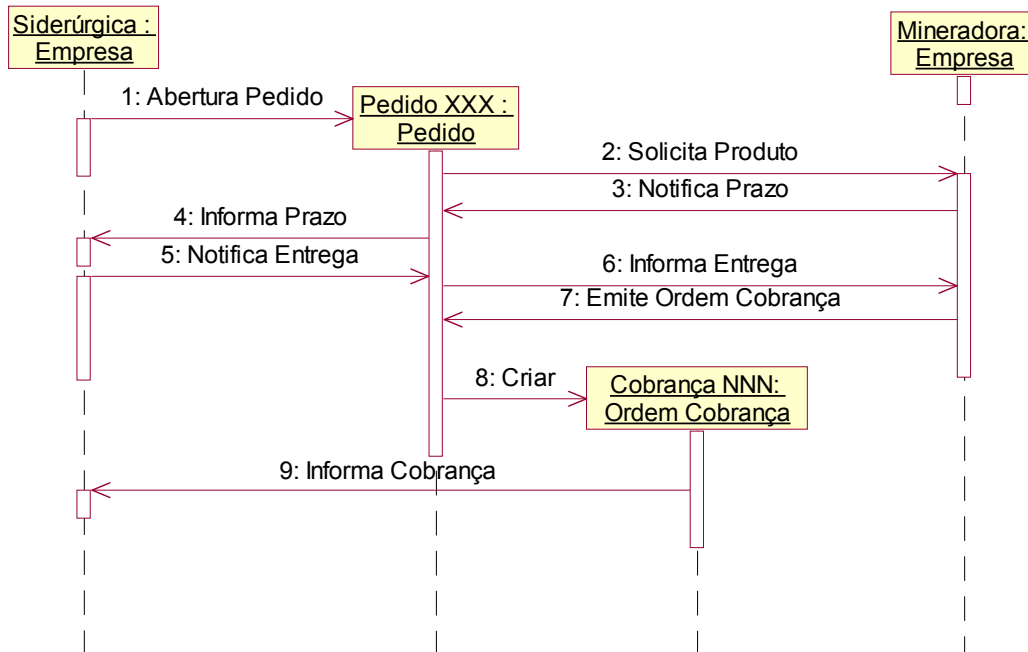 Siderúrgica :
Empresa
Mineradora:
Empresa
1: Abertura Pedido
Pedido XXX :
Pedido
2: Solicita Produto
3: Notifica Prazo
4: Informa Prazo
5: Notifica Entrega
6: Informa Entrega
7: Emite Ordem Cobrança
8: Criar
Cobrança NNN:
Ordem Cobrança
9: Informa Cobrança